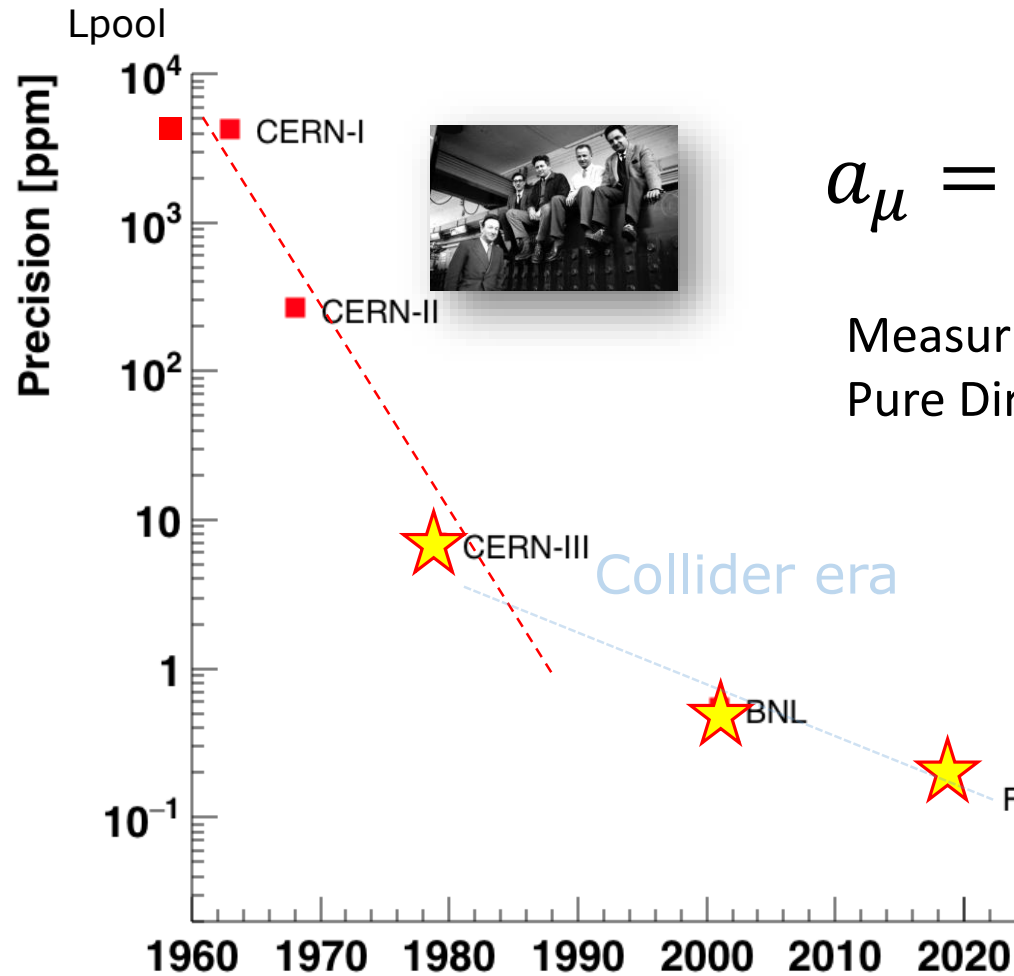 Lpool
Precision [ppm]
10⁴
CERN-I
10³
CERN-II
10²
10
CERN-III
1
BNL
10⁻¹
F
1960 1970 1980 1990 2000 2010 2020
Collider era
aμ =
Measur
Pure Dir